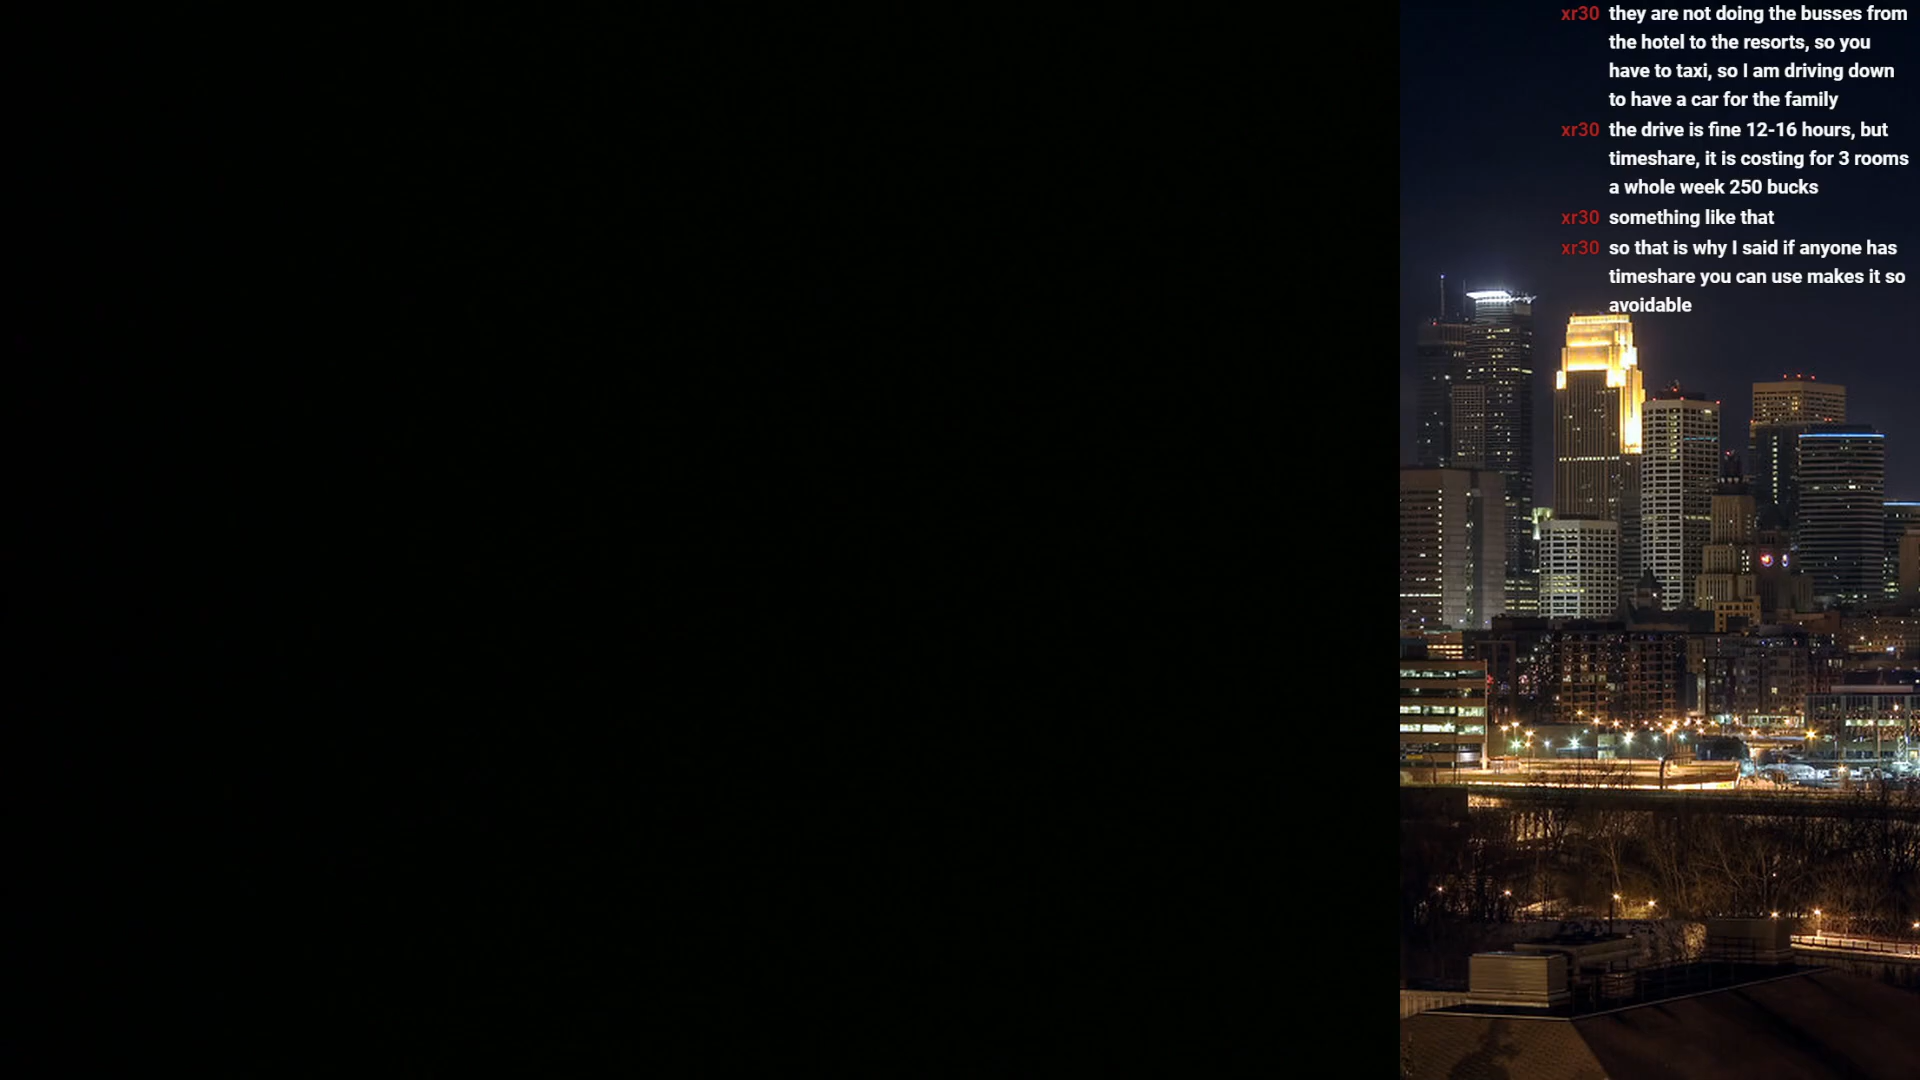 xr30 they are not doing the busses from
the hotel to the resorts, so you
have to taxi, so I am driving down
to have a car for the family
xr30 the drive is fine 12-16 hours, but
timeshare, it is costing for 3 rooms
a whole week 250 bucks
xr30 something like that
xr30 so that is why I said if anyone has
timeshare you can use makes it so
avoidable